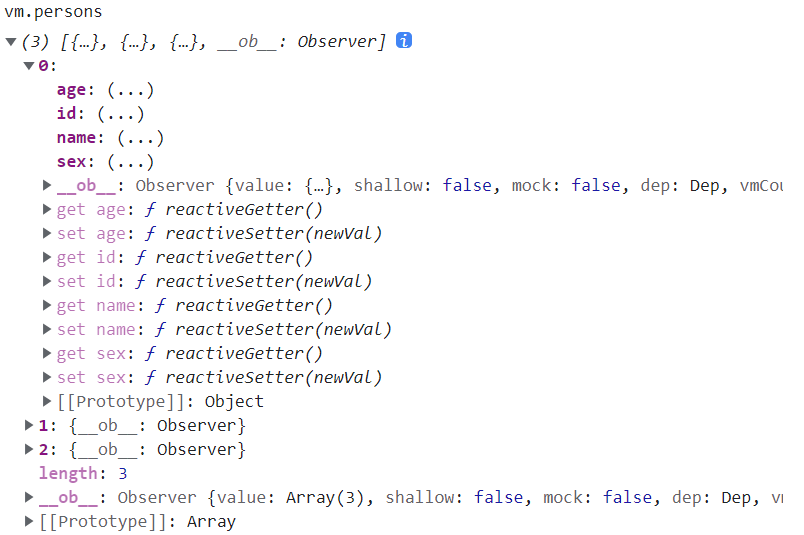 vm.persons
▼(3) [{…}, {…}, {…}, __ob__: Observer] i
▼0:
age: (...)
id: (...)
name: (...)
sex: (...)
▶__ob__: Observer {value: {…}, shallow: false, mock: false, dep: Dep, vmCou
▶get age: ƒ reactiveGetter()
▶set age: ƒ reactiveSetter(newVal)
▶get id: ƒ reactiveGetter()
▶set id: ƒ reactiveSetter(newVal)
▶get name: ƒ reactiveGetter()
▶set name: ƒ reactiveSetter(newVal)
▶get sex: ƒ reactiveGetter()
▶set sex: ƒ reactiveSetter(newVal)
▶[[Prototype]]: Object
▶1: {__ob__: Observer}
▶2: {__ob__: Observer}
length: 3
▶__ob__: Observer {value: Array(3), shallow: false, mock: false, dep: Dep, vm
▶[[Prototype]]: Array